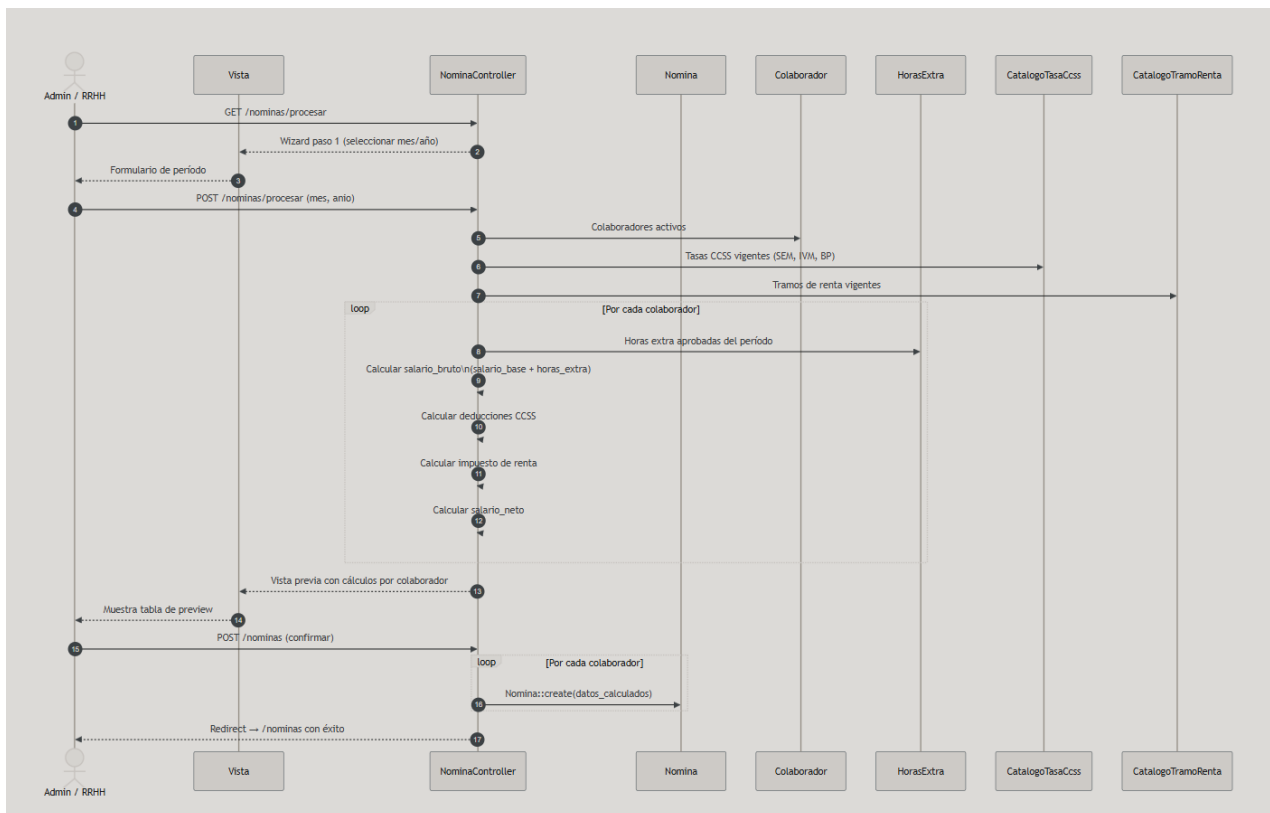 Admin / RRHH
Vista
NominaController
Nomina
Colaborador
HorasExtra
CatalogoTasaCcss
CatalogoTramoRenta
GET /nominas/procesar
1
Wizard paso 1 (seleccionar mes/año)
2
Formulario de período
3
POST /nominas/procesar (mes, anio)
4
Colaboradores activos
5
Tasas CCSS vigentes (SEM, IVM, BP)
6
Tramos de renta vigentes
7
loop
[Por cada colaborador]
Horas extra aprobadas del período
8
Calcular salario_bruto\n(salario_base + horas_extra)
9
Calcular deducciones CCSS
10
Calcular impuesto de renta
11
Calcular salario_neto
12
Vista previa con cálculos por colaborador
13
Muestra tabla de preview
14
POST /nominas (confirmar)
15
loop
[Por cada colaborador]
Nomina::create(datos_calculados)
16
Redirect → /nominas con éxito
17
Admin / RRHH
Vista
NominaController
Nomina
Colaborador
HorasExtra
CatalogoTasaCcss
CatalogoTramoRenta